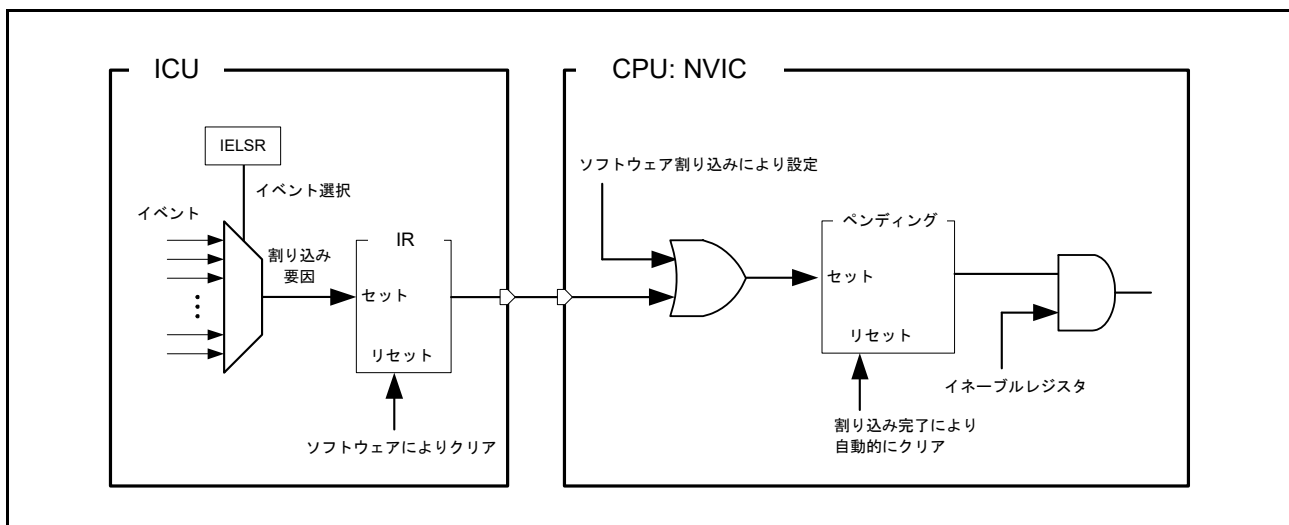 ICU
CPU: NVIC
IELSR
イベント選択
イベント
割り込み
要因
IR
セット
リセット
ソフトウェアによりクリア
ソフトウェア割り込みにより設定
ペンディング
セット
リセット
割り込み完了により
自動的にクリア
イネーブルレジスタ